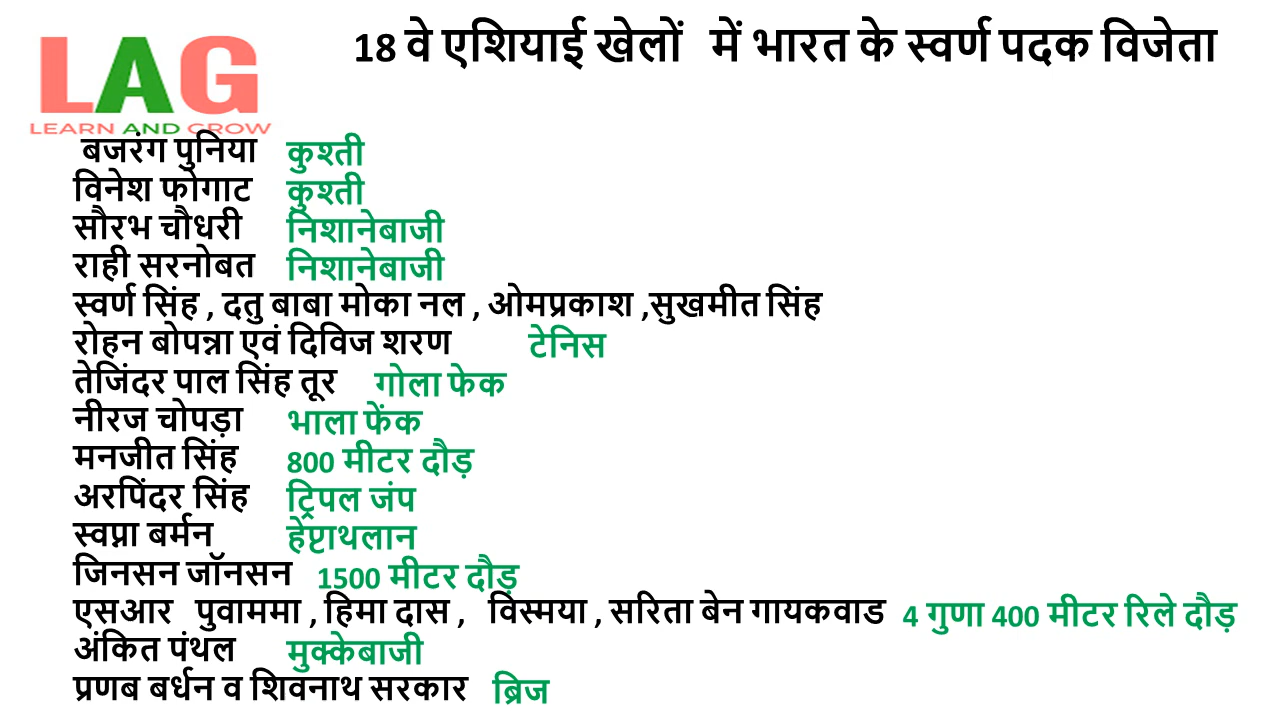 18 वे एशियाई खेलों में भारत के स्वर्ण पदक विजेता
LAG
LEARN AND GROW
बजरंग पुनिया कुश्ती
विनेश फोगाट कुश्ती
सौरभ चौधरी निशानेबाजी
राही सरनोबत निशानेबाजी
स्वर्ण सिंह , दतु बाबा मोका नल , ओमप्रकाश ,सुखमीत सिंह
रोहन बोपन्ना एवं दिविज शरण टेनिस
तेजिंदर पाल सिंह तूर गोला फेक
नीरज चोपड़ा भाला फेंक
मनजीत सिंह 800 मीटर दौड़
अरपिंदर सिंह ट्रिपल जंप
स्वप्ना बर्मन हेप्टाथलान
जिनसन जॉनसन 1500 मीटर दौड़
एसआर पुवाममा , हिमा दास , विस्मया , सरिता बेन गायकवाड 4 गुणा 400 मीटर रिले दौड़
अंकित पंथल मुक्केबाजी
प्रणब बर्धन व शिवनाथ सरकार ब्रिज